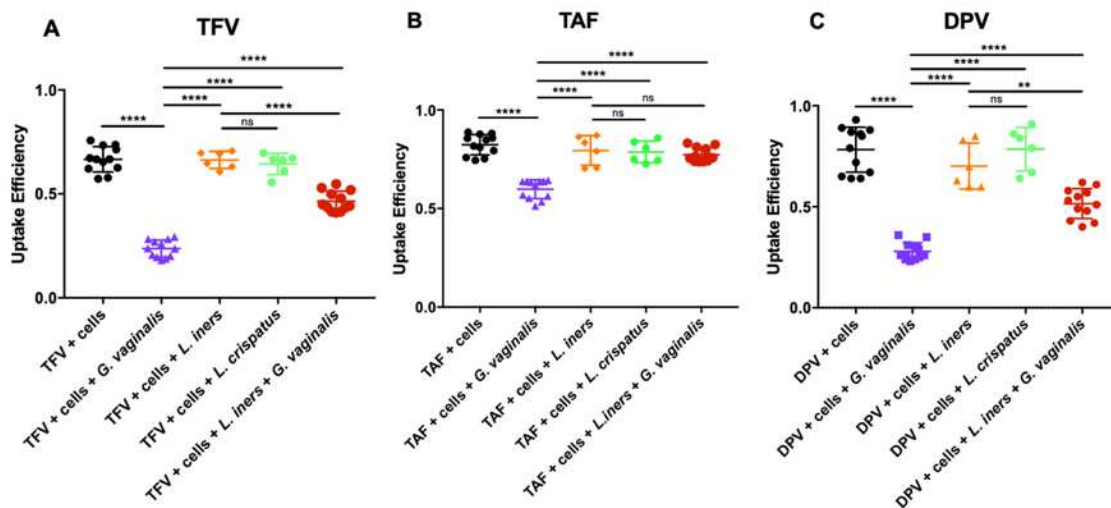 A
TFV
Uptake Efficiency
1.0
0.5
0.0
****
****
****
****
****
ns
TFV + cells
TFV + cells + G. vaginalis
TFV + cells + L. iners
TFV + cells + L. crispatus
TFV + cells + L. iners + G. vaginalis
B
TAF
Uptake Efficiency
1.0
0.5
0.0
****
****
****
****
ns
ns
TAF + cells
TAF + cells + G. vaginalis
TAF + cells + L. iners
TAF + cells + L. crispatus
TAF + cells + L.iners + G. vaginalis
C
DPV
Uptake Efficiency
1.0
0.5
0.0
****
****
****
****
**
ns
DPV + cells
DPV + cells + G. vaginalis
DPV + cells + L. iners
DPV + cells + L. crispatus
DPV + cells + L. iners + G. vaginalis